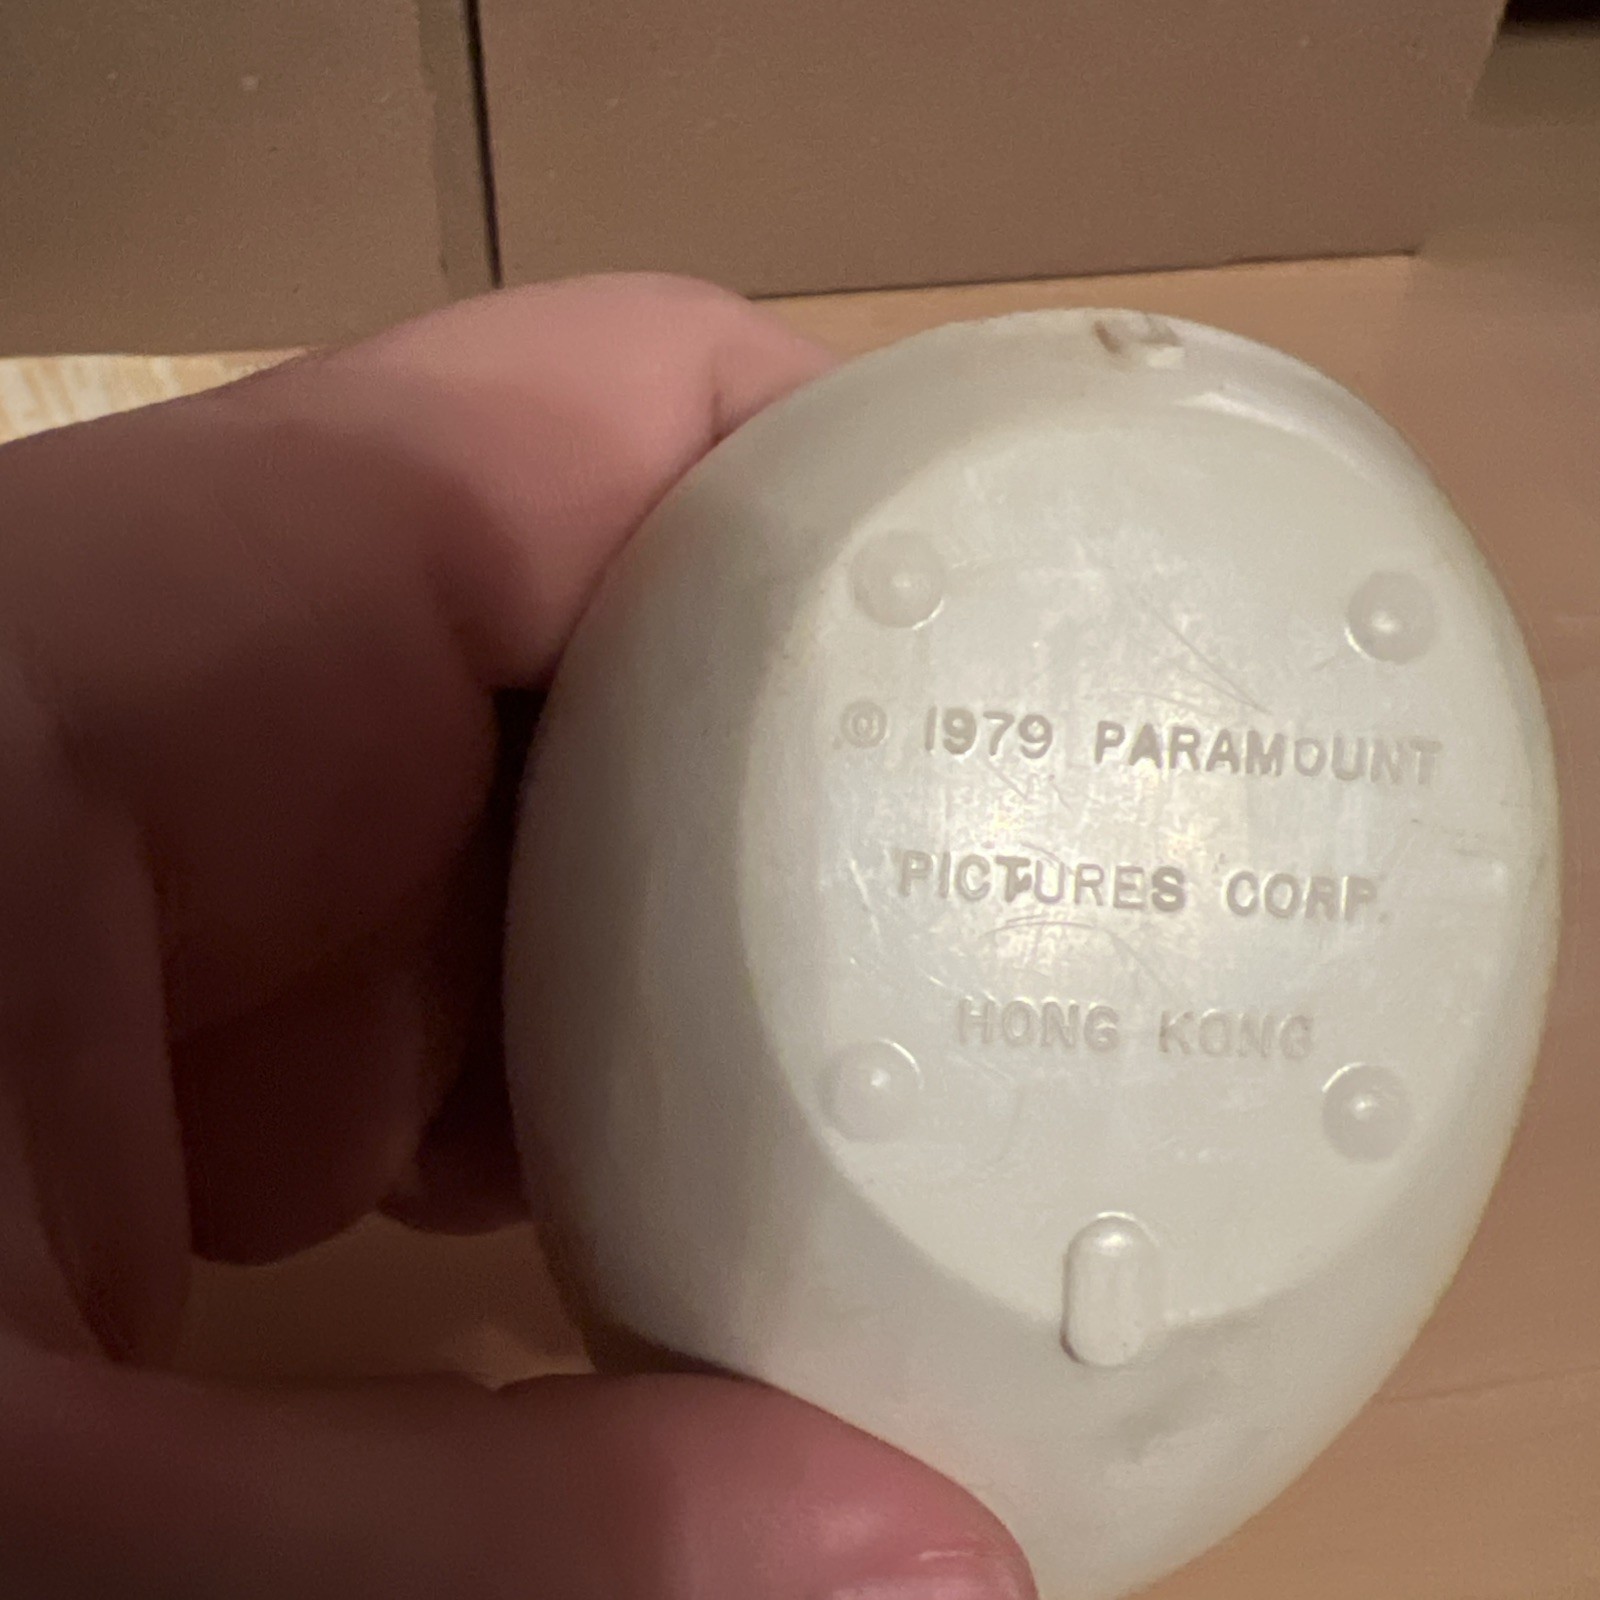 © 1979 PARAMOUNT
PICTURES CORP.
HONG KONG